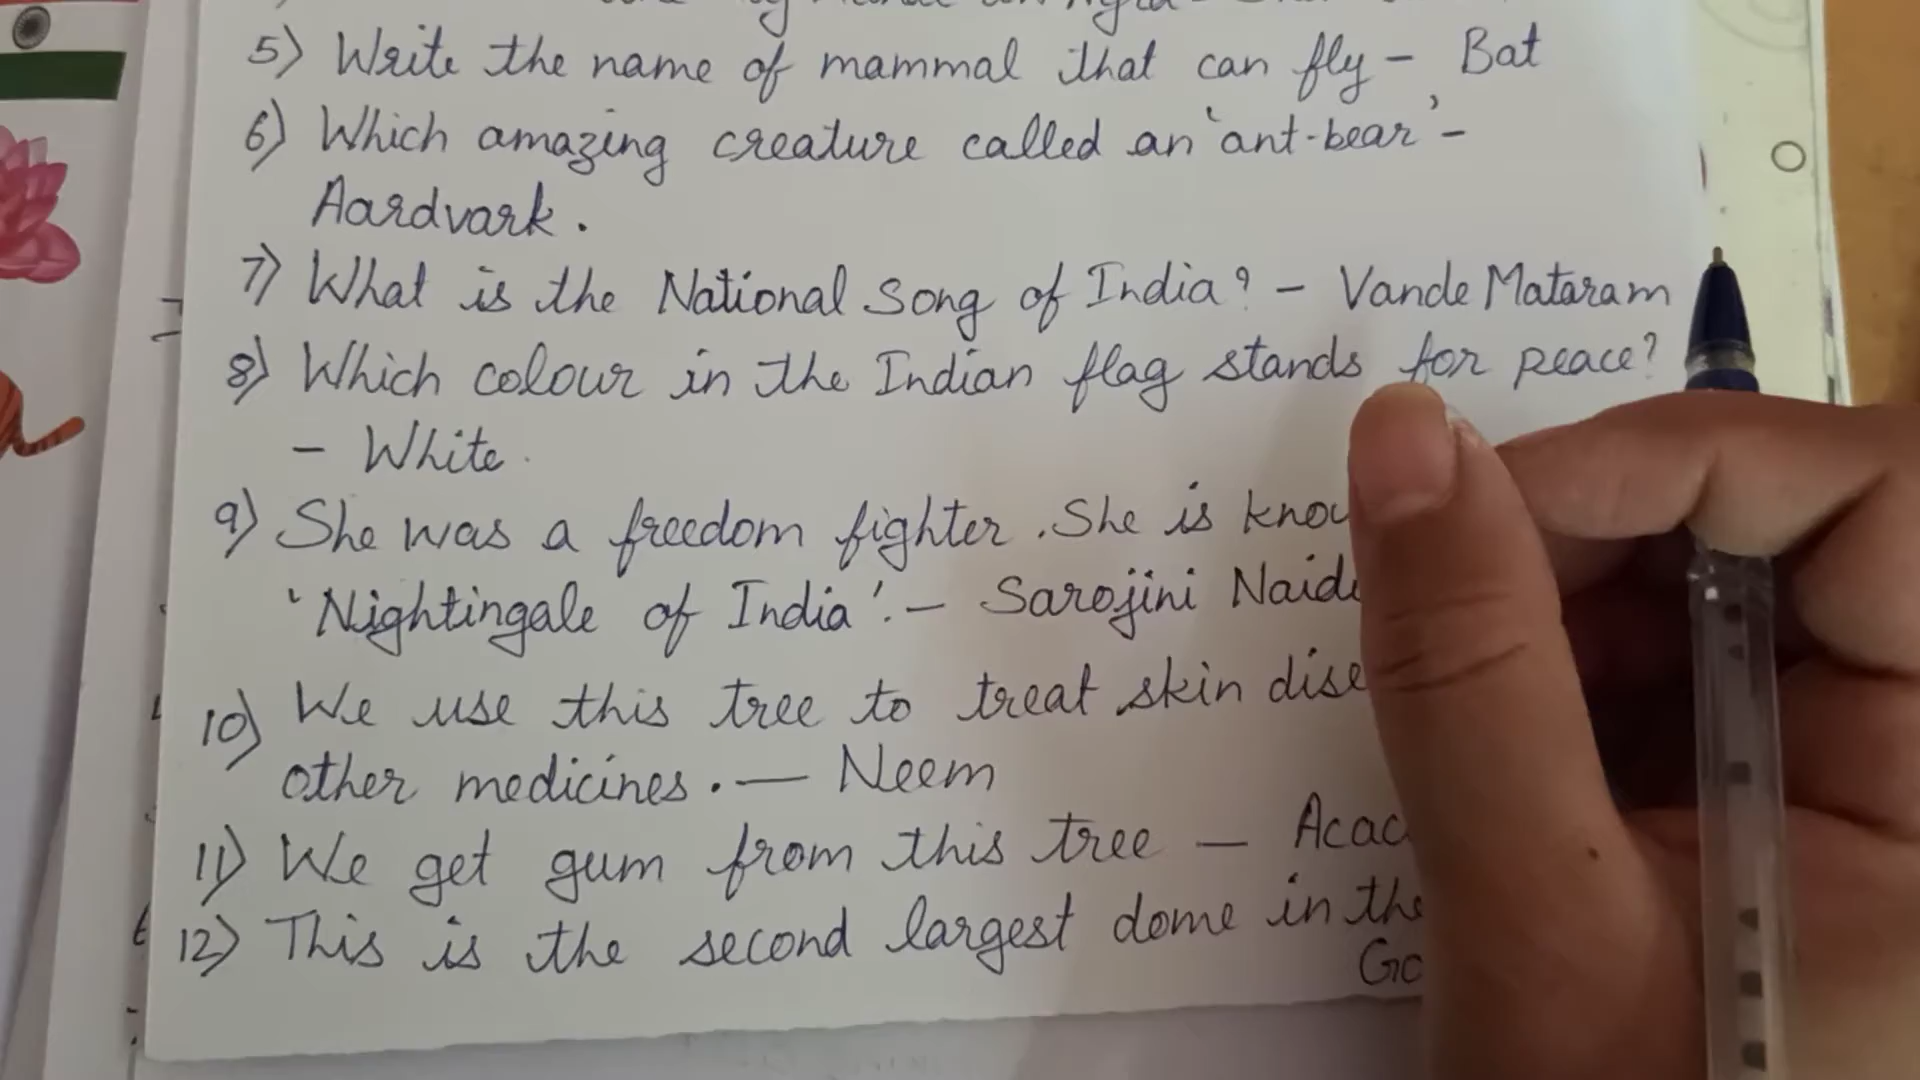 5) Write the name of mammal that can fly - Bat
6) Which amazing creature called an 'ant-bear' -
Aardvark.
7) What is the National Song of India? - Vande Mataram
8) Which colour in the Indian flag stands for peace?
- White.
9) She was a freedom fighter. She is
'Nightingale of India'. - Sarojini
10) We use this tree to treat skin
other medicines. — Neem
11) We get gum from this tree —
12) This is the second largest dome in the